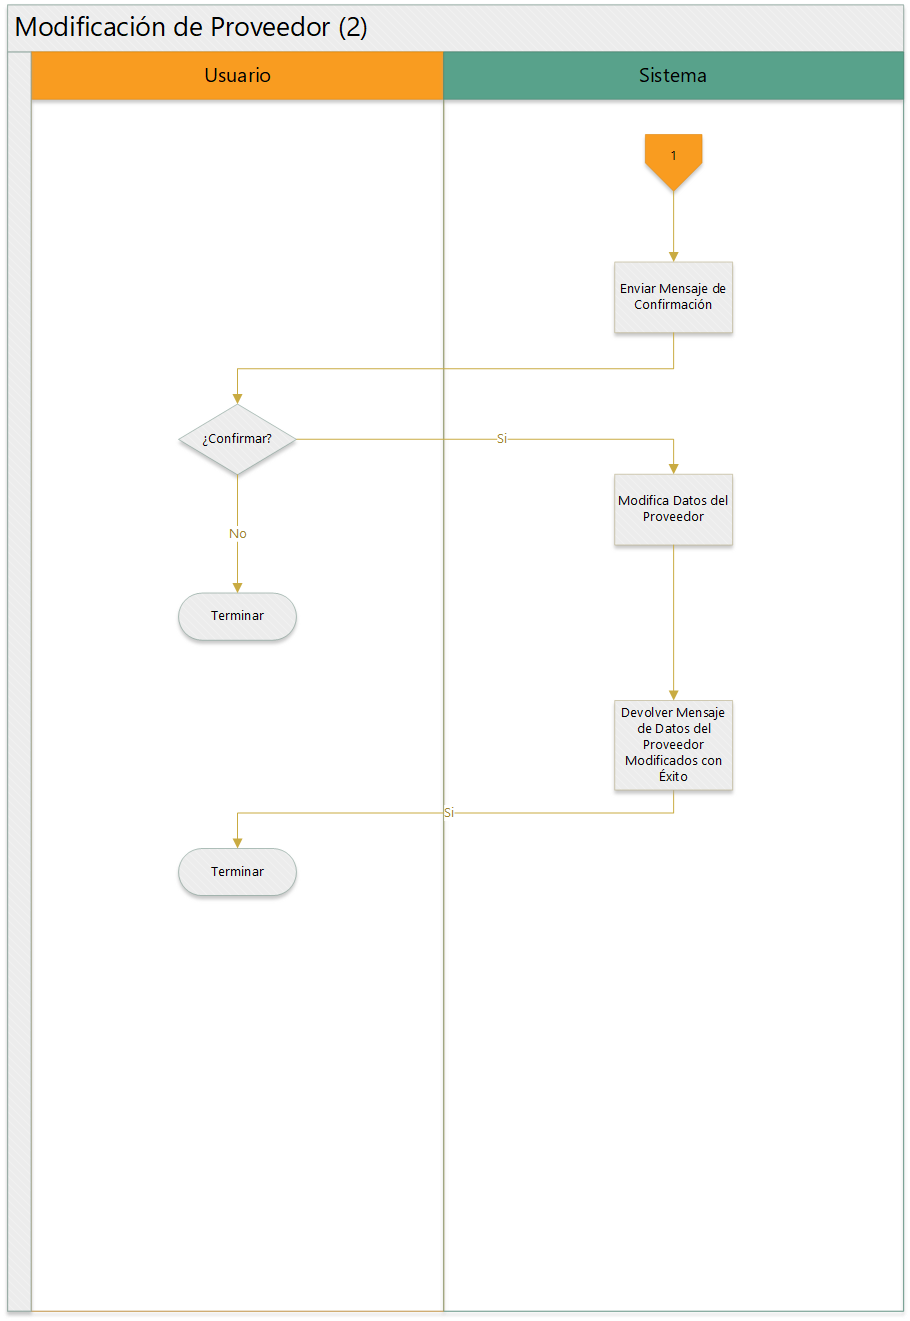 Modificación de Proveedor (2)
Usuario
Sistema
1
Enviar Mensaje de
Confirmación
¿Confirmar?
Si
Modifica Datos del
Proveedor
No
Terminar
Devolver Mensaje
de Datos del
Proveedor
Modificados con
Éxito
Si
Terminar